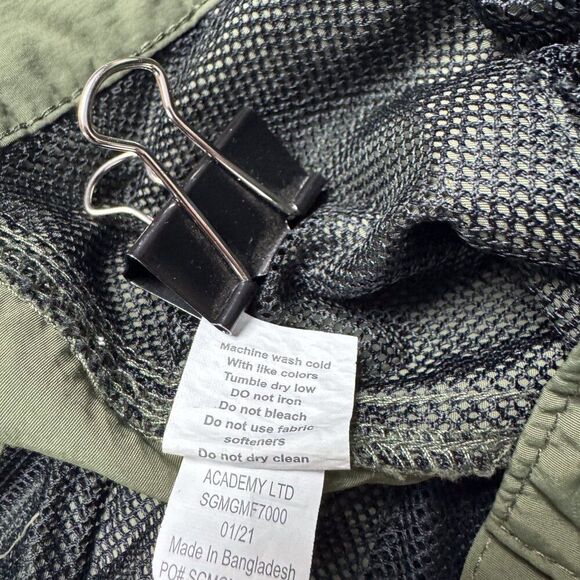 Machine wash cold
With like colors
Tumble dry low
DO not iron
Do not bleach
Do not use fabric
softeners
Do not dry clean
ACADEMY LTD
SGMGMF7000
01/21
Made in Bangladesh
PO#